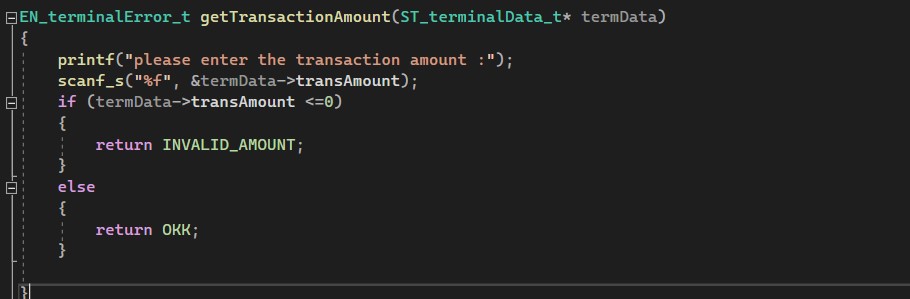 EN_terminalError_t getTransactionAmount(ST_terminalData_t* termData)
{
printf("please enter the transaction amount :");
scanf_s("%f", &termData->transAmount);
if (termData->transAmount <=0)
{
return INVALID_AMOUNT;
}
else
{
return OKK;
}
}